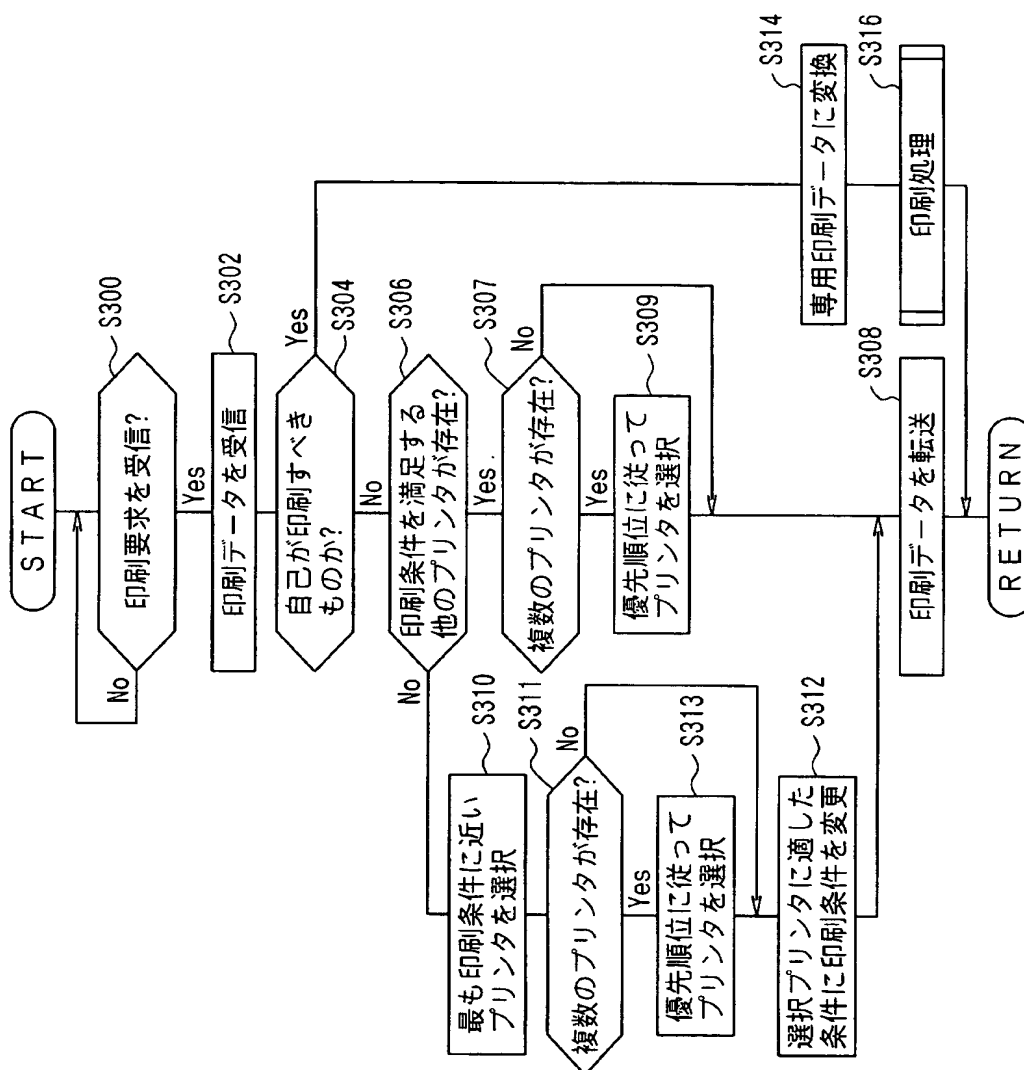 START
S300
印刷要求を受信?
No
Yes
S302
印刷データを受信
S304
自己が印刷すべき
ものか?
Yes
No
S306
印刷条件を満足する
他のプリンタが存在?
No
Yes.
S307
複数のプリンタが存在?
No
Yes
S309
優先順位に従って
プリンタを選択
S310
最も印刷条件に近い
プリンタを選択
S311
複数のプリンタが存在?
No
Yes
S313
優先順位に従って
プリンタを選択
S312
選択プリンタに適した
条件に印刷条件を変更
S314
専用印刷データに変換
S308
印刷データを転送
S316
印刷処理
RETURN